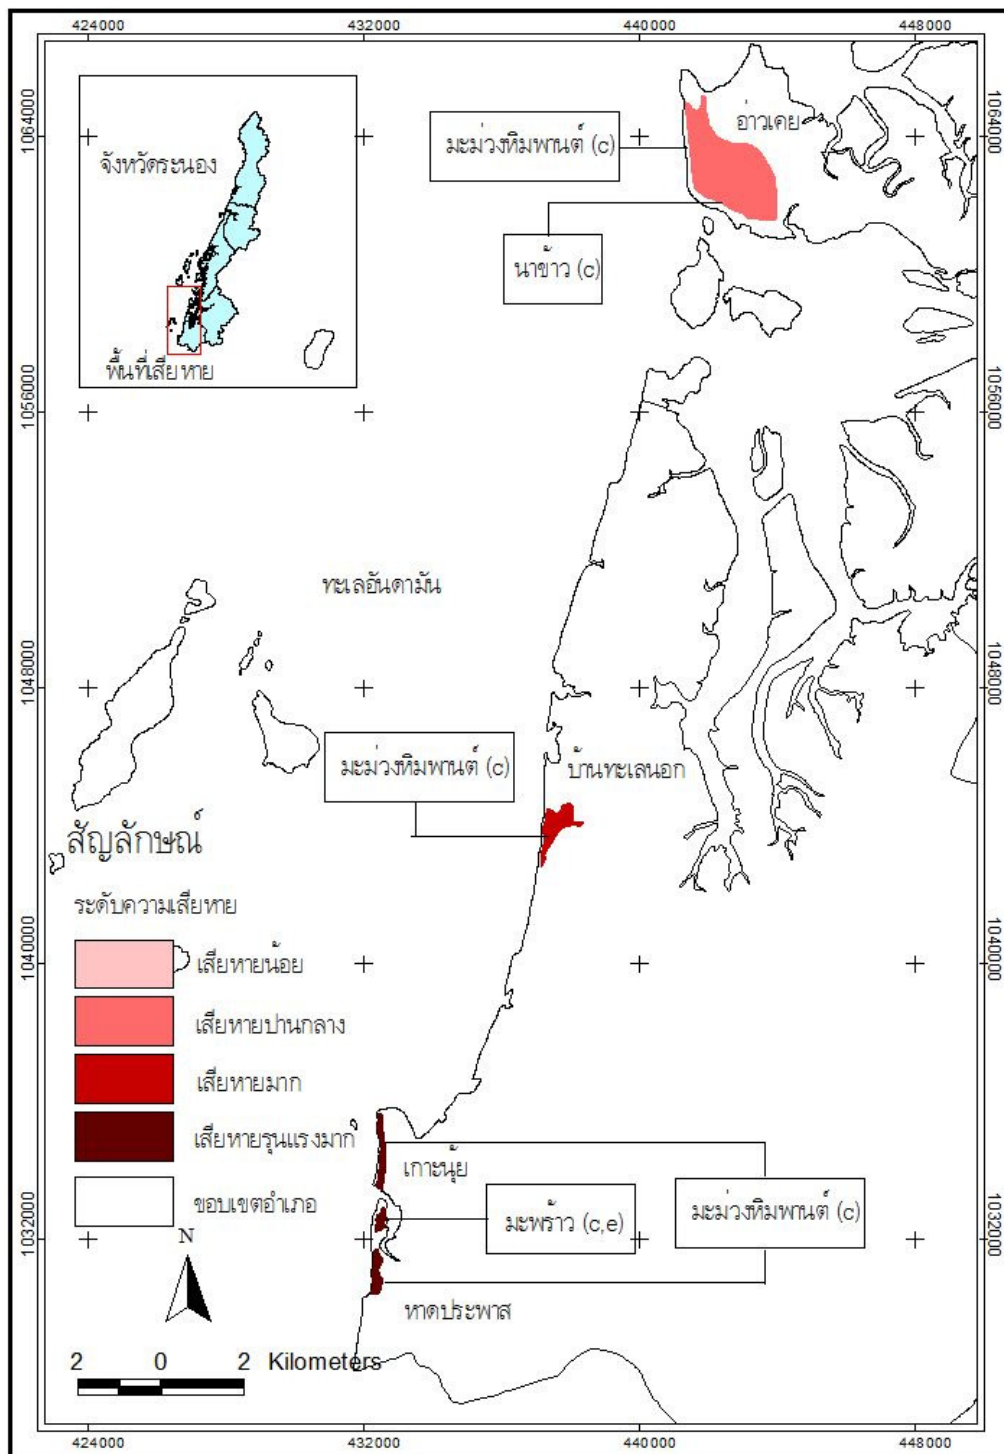 424000 432000 440000 448000
1064000 1064000
จังหวัดระนอง
มะม่วงหิมพานต์ (c)
อ่าวเคย
นาข้าว (c)
พื้นที่เสียหาย
1056000 1056000
ทะเลอันดามัน
1048000 1048000
มะม่วงหิมพานต์ (c)
บ้านทะเลนอก
สัญลักษณ์
ระดับความเสียหาย
เสียหายน้อย
1040000 1040000
เสียหายปานกลาง
เสียหายมาก
เสียหายรุนแรงมาก
เกาะนุ้ย
ขอบเขตอำเภอ
มะพร้าว (c,e)
มะม่วงหิมพานต์ (c)
1032000 1032000
N
หาดประพาส
2 0 2 Kilometers
424000 432000 440000 448000